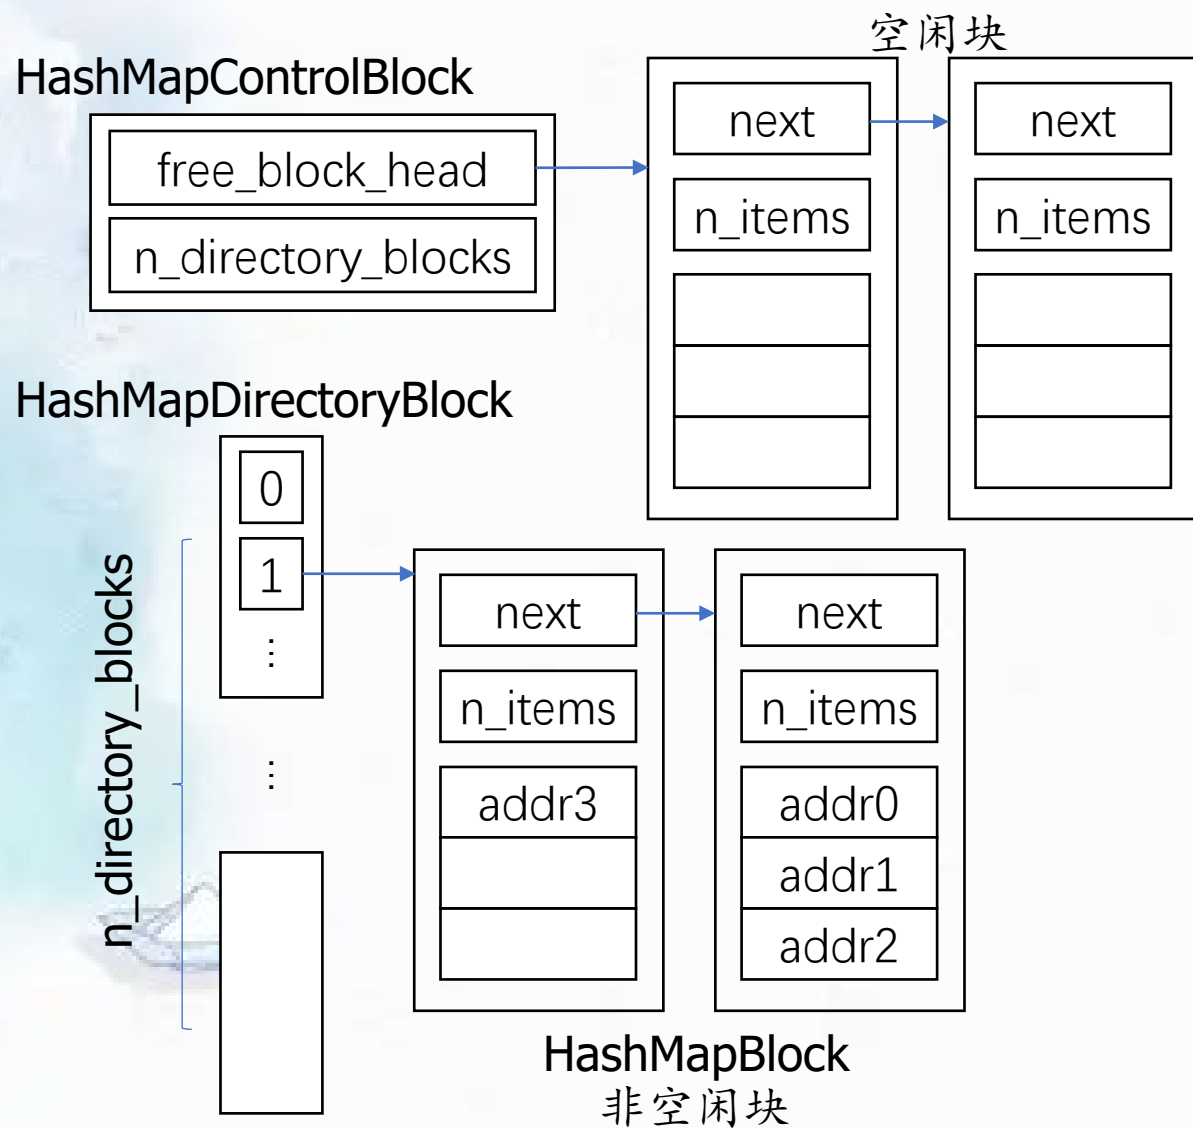 空闲块
HashMapControlBlock
free_block_head
n_directory_blocks
next
n_items
next
n_items
HashMapDirectoryBlock
0
1
⋮
⋮
n_directory_blocks
next
n_items
addr3
next
n_items
addr0
addr1
addr2
HashMapBlock
非空闲块